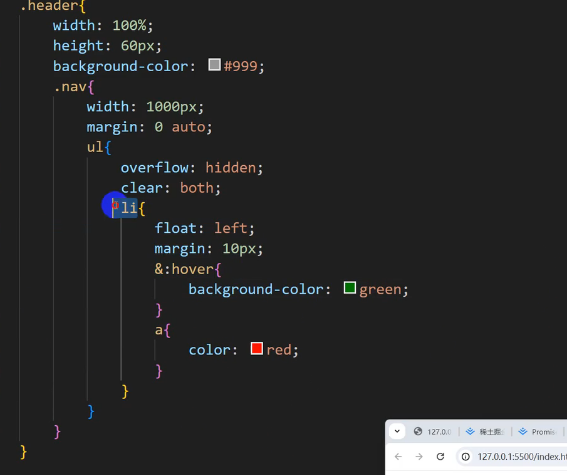 .header{
width: 100%;
height: 60px;
background-color: #999;
.nav{
width: 1000px;
margin: 0 auto;
ul{
overflow: hidden;
clear: both;
li{
float: left;
margin: 10px;
&:hover{
background-color: green;
}
a{
color: red;
}
}
}
}
}
127.0.0
稀土掘
Promi
127.0.0.1:5500/index.h